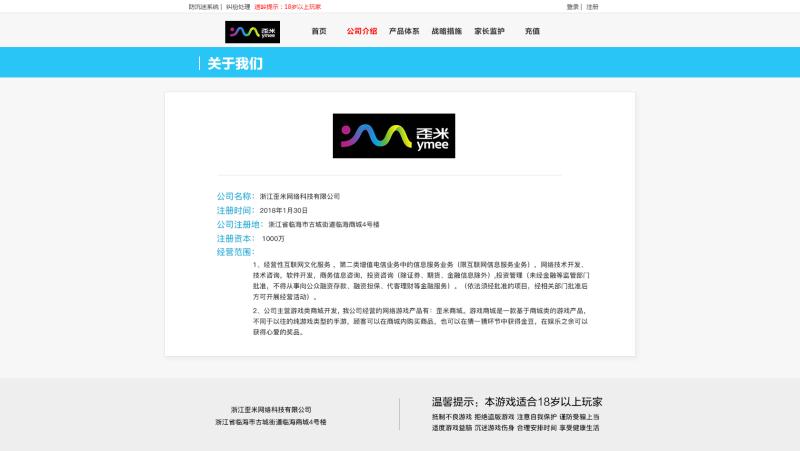 防沉迷系统 | 纠纷处理 温馨提示：18岁以上玩家 登录 | 注册
歪米 ymee 首页 公司介绍 产品体系 战略措施 家长监护 充值
关于我们
歪米
ymee
公司名称： 浙江歪米网络科技有限公司
注册时间： 2018年1月30日
公司注册地： 浙江省临海市古城街道临海商城4号楼
注册资本： 1000万
经营范围：
1、经营性互联网文化服务 、第二类增值电信业务中的信息服务业务（限互联网信息服务业务）、网络技术开发、
技术咨询，软件开发，商务信息咨询，投资咨询（除证券、期货、金融信息除外）,投资管理（未经金融等监管部门
批准，不得从事向公众融资存款、融资担保、代客理财等金融服务）。（依法须经批准的项目，经相关部门批准后
方可开展经营活动）。
2、公司主营游戏类商城开发, 我公司经营的网络游戏产品有：歪米商城。游戏商城是一款基于商城类的游戏产品，
不同于以往的纯游戏类型的手游，顾客可以在商城内购买商品，也可以在猜一猜环节中获得金豆，在娱乐之余可以
获得心爱的奖品。
浙江歪米网络科技有限公司
浙江省临海市古城街道临海商城4号楼
温馨提示：本游戏适合18岁以上玩家
抵制不良游戏 拒绝盗版游戏 注意自我保护 谨防受骗上当
适度游戏益脑 沉迷游戏伤身 合理安排时间 享受健康生活